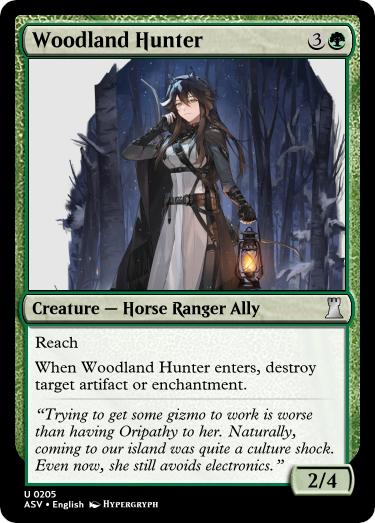 Woodland Hunter 3
Creature — Horse Ranger Ally
Reach
When Woodland Hunter enters, destroy
target artifact or enchantment.
“Trying to get some gizmo to work is worse
than having Oripathy to her. Naturally,
coming to our island was quite a culture shock.
Even now, she still avoids electronics.”
2/4
U 0205
ASV • English HYPERGRYPH